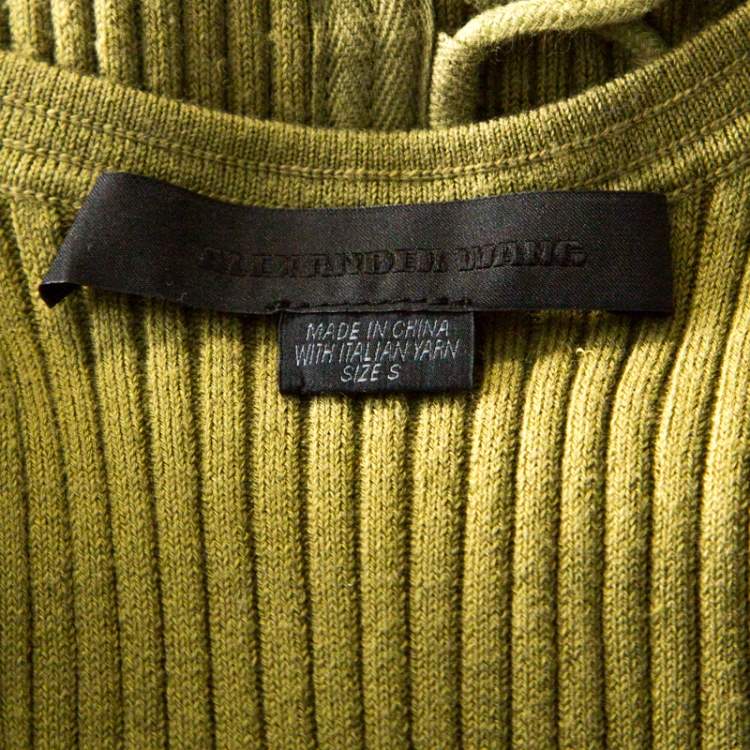 ALEXANDER WANG
MADE IN CHINA
WITH ITALIAN YARN
SIZE S